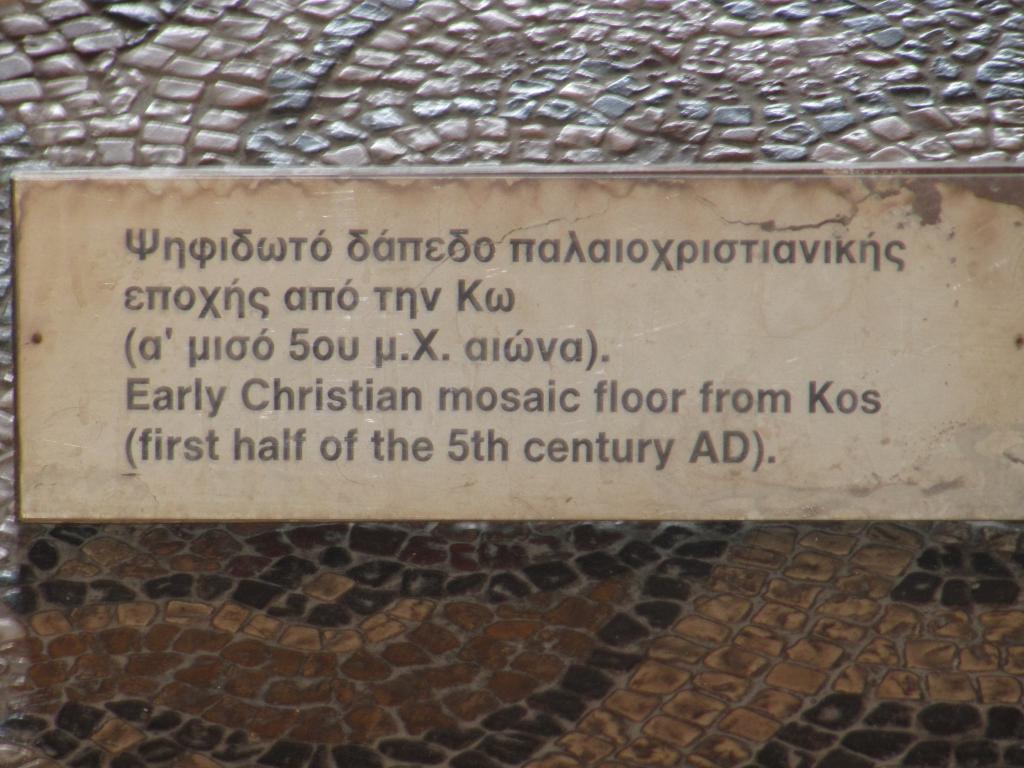 Ψηφιδωτό δάπεδο παλαιοχριστιανικής
εποχής από την Κω
(α' μισό 5ου μ.Χ. αιώνα).
Early Christian mosaic floor from Kos
(first half of the 5th century AD).